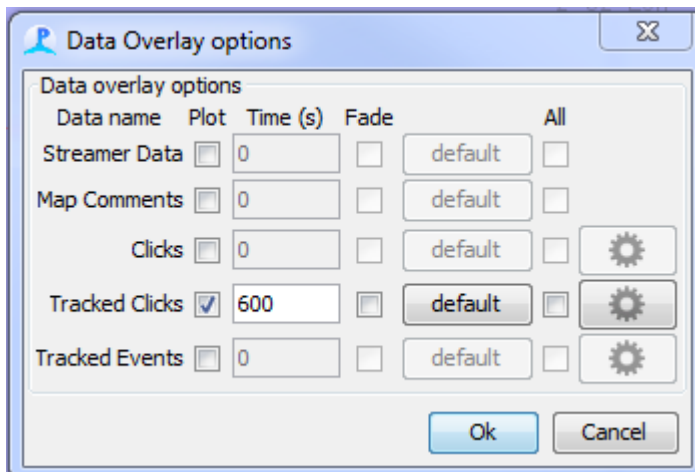 Data Overlay options
Data overlay options
Data name Plot Time (s) Fade All
Streamer Data 0 default
Map Comments 0 default
Clicks 0 default
Tracked Clicks 600 default
Tracked Events 0 default
Ok Cancel